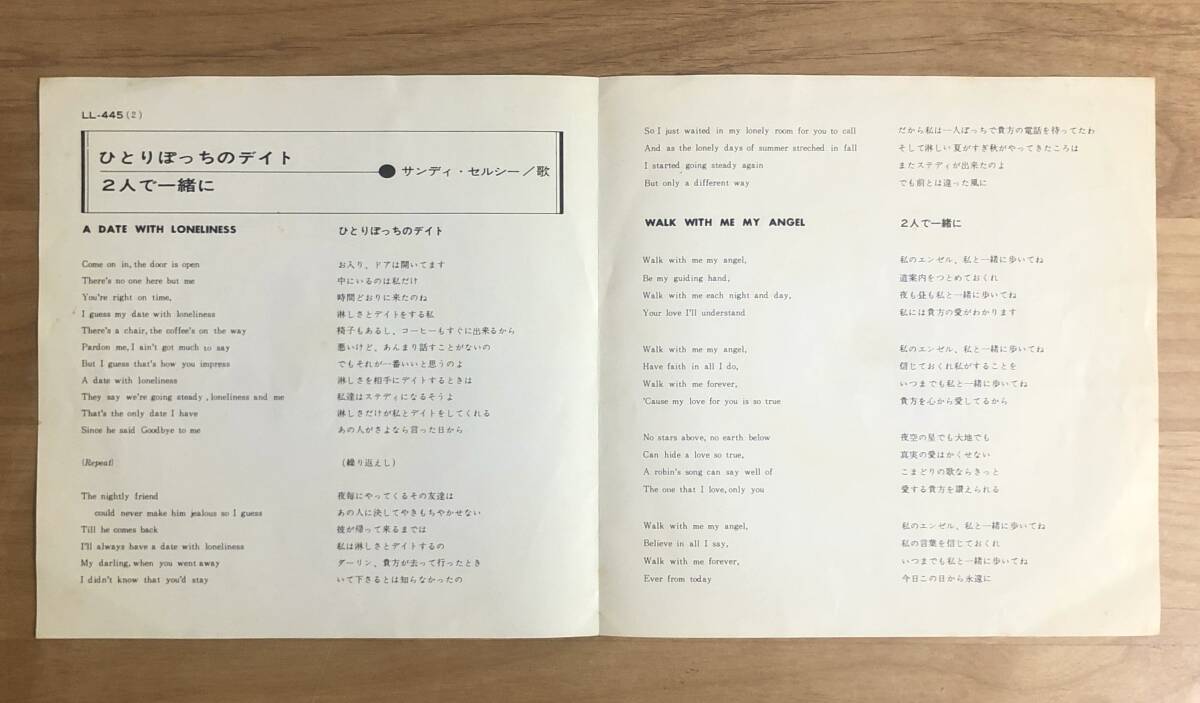 LL-445(2)
ひとりぼっちのデイト
サンディ・セルシー/歌
2人で一緒に
A DATE WITH LONELINESS ひとりぼっちのデイト
Come on in, the door is open お入り、ドアは開いてます
There's no one here but me 中にいるのは私だけ
You're right on time, 時間どおりに来たのね
I guess my date with loneliness 淋しさとデイトをする私
There's a chair, the coffee's on the way 椅子もあるし、コーヒーもすぐに出来るから
Pardon me, I ain't got much to say 悪いけど、あんまり話すことがないの
But I guess that's how you impress でもそれが一番いいと思うのよ
A date with loneliness 淋しさを相手にデイトするときは
They say we're going steady, loneliness and me 私達はステディになるそうよ
That's the only date I have 淋しさだけが私とデイトをしてくれる
Since he said Goodbye to me あの人がさよなら言った日から
(Repeat) (繰り返えし)
The nightly friend 夜毎にやってくるその友達は
could never make him jealous so I guess あの人に決してやきもちやかせない
Till he comes back 彼が帰って来るまでは
I'll always have a date with loneliness 私は淋しさとデイトするの
My darling, when you went away ダーリン、貴方が去って行ったとき
I didn't know that you'd stay いて下さるとは知らなかったの
So I just waited in my lonely room for you to call だから私は一人ぼっちで貴方の電話を待ってたわ
And as the lonely days of summer streched in fall そして淋しい夏がすぎ秋がやってきたころは
I started going steady again またステディが出来たのよ
But only a different way でも前とは違った風に
WALK WITH ME MY ANGEL 2人で一緒に
Walk with me my angel, 私のエンゼル、私と一緒に歩いてね
Be my guiding hand, 道案内をつとめておくれ
Walk with me each night and day, 夜も昼も私と一緒に歩いてね
Your love I'll understand 私には貴方の愛がわかります
Walk with me my angel, 私のエンゼル、私と一緒に歩いてね
Have faith in all I do, 信じておくれ私がすることを
Walk with me forever, いつまでも私と一緒に歩いてね
'Cause my love for you is so true 貴方を心から愛してるから
No stars above, no earth below 夜空の星でも大地でも
Can hide a love so true, 真実の愛はかくせない
A robin's song can say well of こまどりの歌ならきっと
The one that I love, only you 愛する貴方を讃えられる
Walk with me my angel, 私のエンゼル、私と一緒に歩いてね
Believe in all I say, 私の言葉を信じておくれ
Walk with me forever, いつまでも私と一緒に歩いてね
Ever from today 今日この日から永遠に